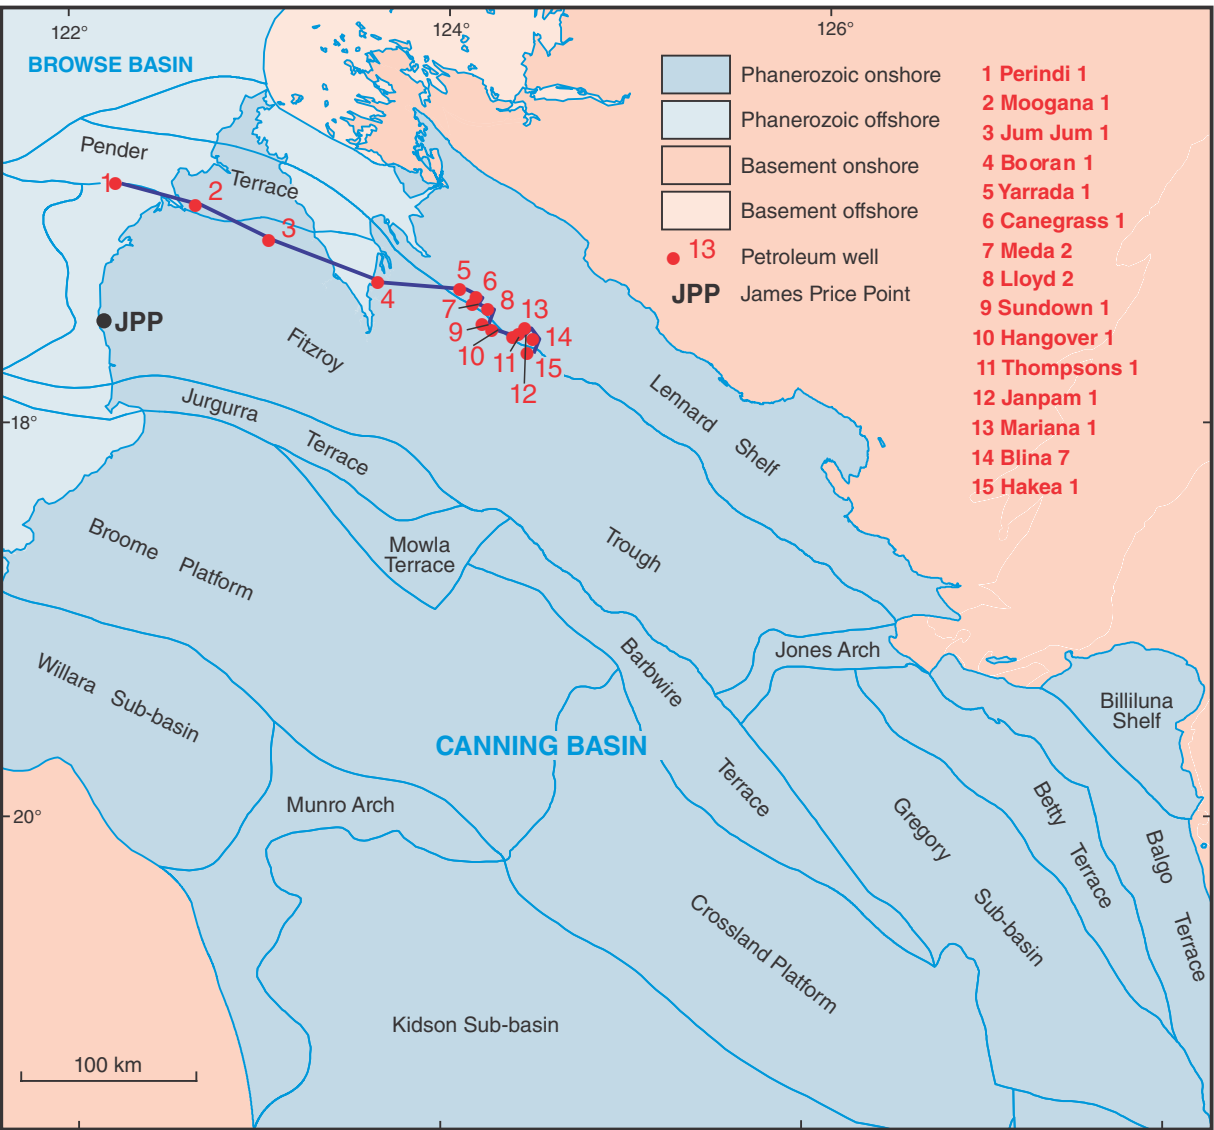 122°
124°
126°
BROWSE BASIN
Phanerozoic onshore
Phanerozoic offshore
Basement onshore
Basement offshore
13 Petroleum well
JPP James Price Point
1 Perindi 1
2 Moogana 1
3 Jum Jum 1
4 Booran 1
5 Yarrada 1
6 Canegrass 1
7 Meda 2
8 Lloyd 2
9 Sundown 1
10 Hangover 1
11 Thompsons 1
12 Janpam 1
13 Mariana 1
14 Blina 7
15 Hakea 1
Pender
Terrace
1
2
3
4
5
6
7
8
9
10
11
12
13
14
15
JPP
Fitzroy
Trough
Lennard Shelf
18°
Jurgurra
Terrace
Broome Platform
Mowla
Terrace
Willara Sub-basin
Barbwire
Terrace
Jones Arch
Billiluna
Shelf
CANNING BASIN
Munro Arch
20°
Gregory
Sub-basin
Betty
Terrace
Balgo
Terrace
Crossland Platform
Kidson Sub-basin
100 km